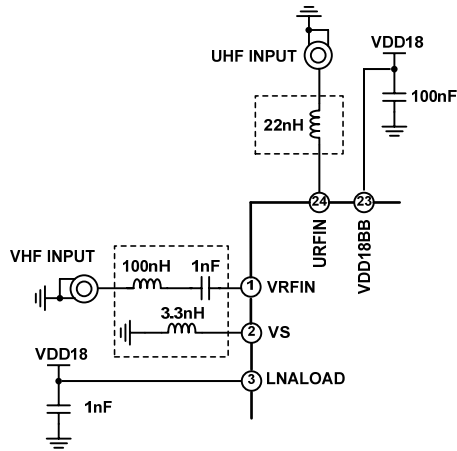 UHF INPUT
VDD18
100nF
22nH
24
23
URFIN
VDD18BB
VHF INPUT
100nH
1nF
1
VRFIN
3.3nH
2
VS
VDD18
3
LNALOAD
1nF